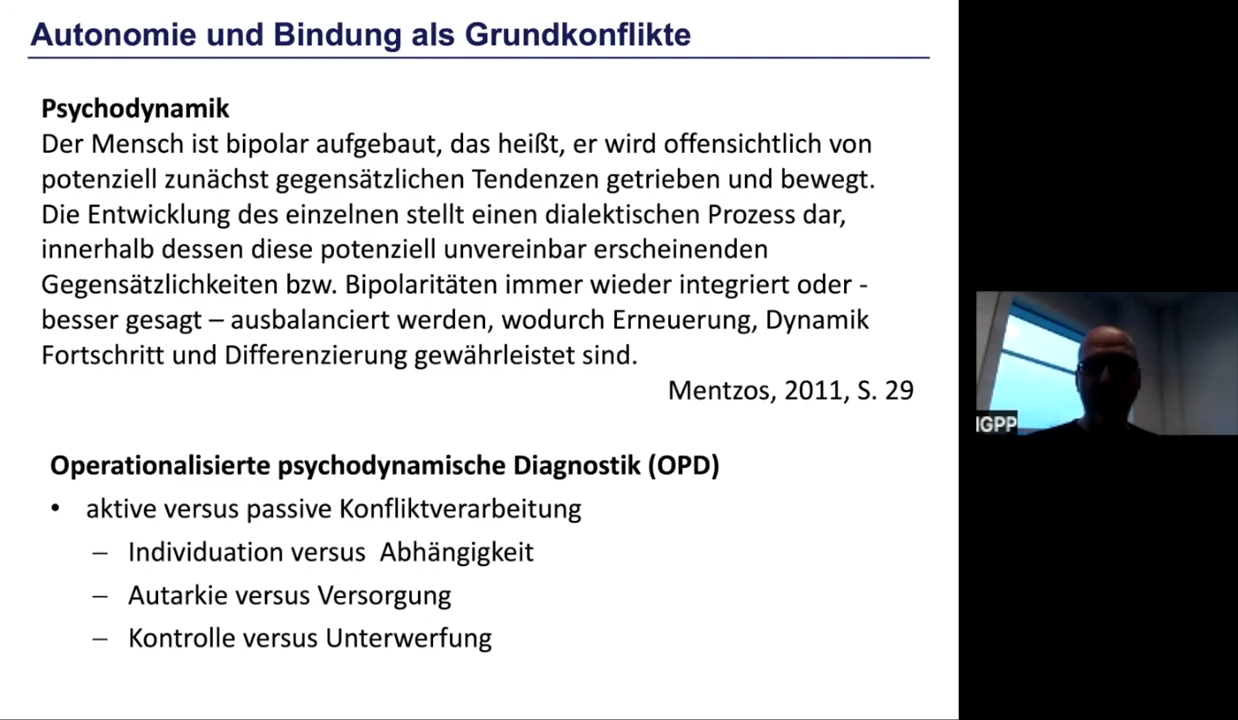 Autonomie und Bindung als Grundkonflikte
Psychodynamik
Der Mensch ist bipolar aufgebaut, das heißt, er wird offensichtlich von
potenziell zunächst gegensätzlichen Tendenzen getrieben und bewegt.
Die Entwicklung des einzelnen stellt einen dialektischen Prozess dar,
innerhalb dessen diese potenziell unvereinbar erscheinenden
Gegensätzlichkeiten bzw. Bipolaritäten immer wieder integriert oder -
besser gesagt – ausbalanciert werden, wodurch Erneuerung, Dynamik
Fortschritt und Differenzierung gewährleistet sind.
Mentzos, 2011, S. 29
Operationalisierte psychodynamische Diagnostik (OPD)
• aktive versus passive Konfliktverarbeitung
– Individuation versus Abhängigkeit
– Autarkie versus Versorgung
– Kontrolle versus Unterwerfung
IGPP